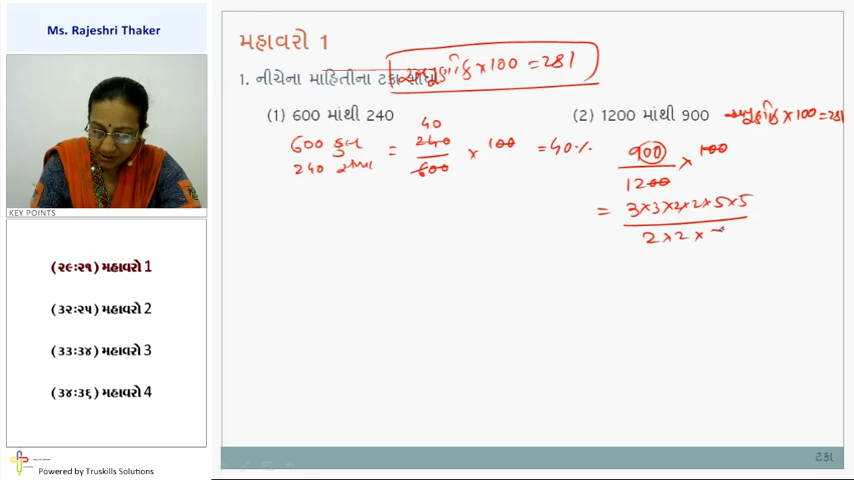 Ms. Rajeshri Thaker
KEY POINTS
(૨૯:૨૧) મહાવરો 1
(૩૨:૨૫) મહાવરો 2
(૩૩:૩૪) મહાવરો 3
(૩૪:૩૬) મહાવરો 4
Powered by Truskills Solutions
મહાવરો 1
× 100 = ટકા
1. નીચેના માહિતીના ટકા શોધો
(1) 600 માંથી 240
600 કુલ
240
= 240/600 × 100 = 40%
40
(2) 1200 માંથી 900
× 100 = ટકા
900/1200 × 100
= 3×3×2×2×5×5
2×2×
ટકા